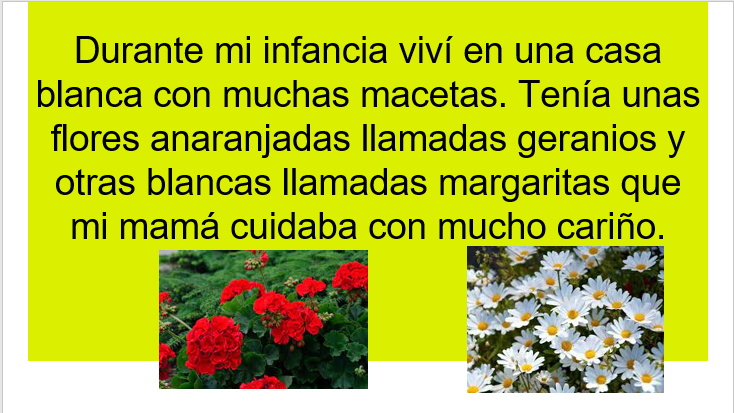 Durante mi infancia viví en una casa
blanca con muchas macetas. Tenía unas
flores anaranjadas llamadas geranios y
otras blancas llamadas margaritas que
mi mamá cuidaba con mucho cariño.